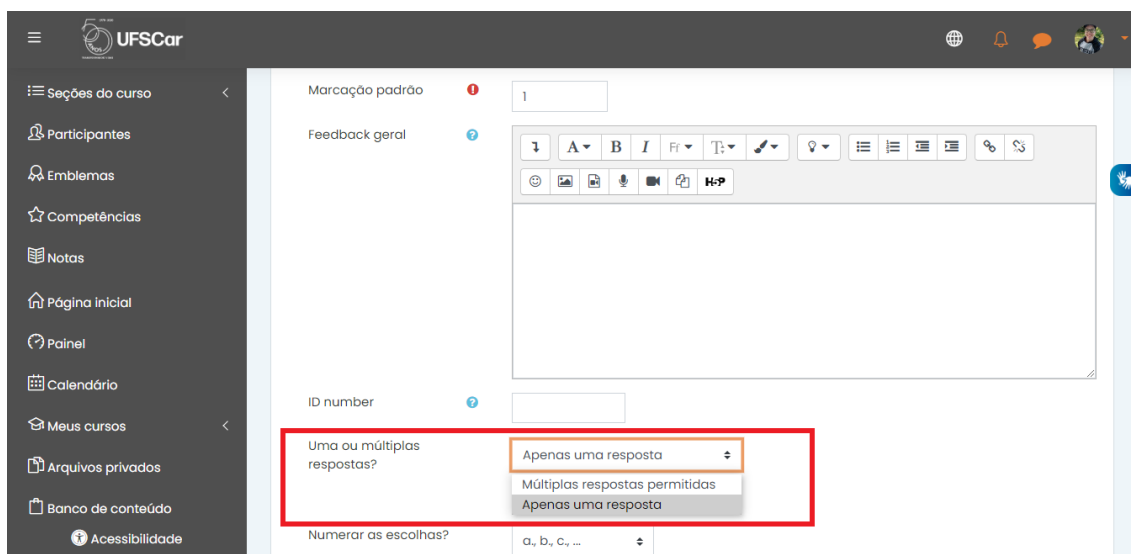 UFSCar
Seções do curso
Participantes
Emblemas
Competências
Notas
Página inicial
Painel
Calendário
Meus cursos
Arquivos privados
Banco de conteúdo
Acessibilidade
Marcação padrão
1
Feedback geral
H-P
ID number
Uma ou múltiplas
respostas?
Apenas uma resposta
Múltiplas respostas permitidas
Apenas uma resposta
Numerar as escolhas?
a., b., c., ...